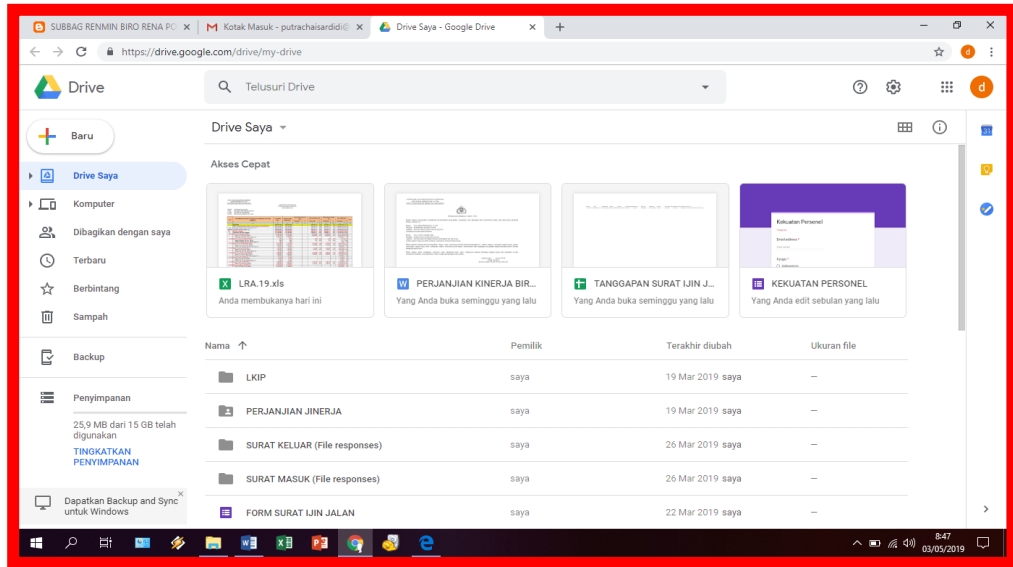 SUBBAG RENMIN BIRO RENA PO
Kotak Masuk - putrachaisardidi@
Drive Saya - Google Drive
https://drive.google.com/drive/my-drive
d
Drive
Telusuri Drive
d
Baru
Drive Saya
31
Akses Cepat
Drive Saya
Komputer
Dibagikan dengan saya
Terbaru
Berbintang
Sampah
Backup
Penyimpanan
25,9 MB dari 15 GB telah
digunakan
TINGKATKAN
PENYIMPANAN
Dapatkan Backup and Sync
untuk Windows
Kekuatan Personel
X LRA.19.xls
Anda membukanya hari ini
W PERJANJIAN KINERJA BIR...
Yang Anda buka seminggu yang lalu
TANGGAPAN SURAT IJIN J...
Yang Anda buka seminggu yang lalu
KEKUATAN PERSONEL
Yang Anda edit sebulan yang lalu
Nama Pemilik Terakhir diubah Ukuran file
LKIP saya 19 Mar 2019 saya —
PERJANJIAN JINERJA saya 19 Mar 2019 saya —
SURAT KELUAR (File responses) saya 26 Mar 2019 saya —
SURAT MASUK (File responses) saya 26 Mar 2019 saya —
FORM SURAT IJIN JALAN saya 22 Mar 2019 saya —
8:47
03/05/2019